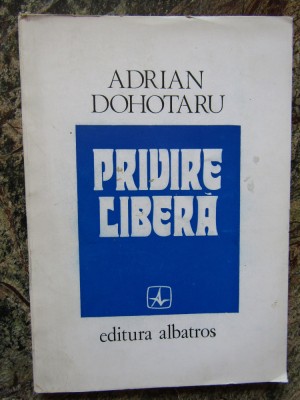 ADRIAN
DOHOTARU
PRIVIRE
LIBERĂ
editura albatros